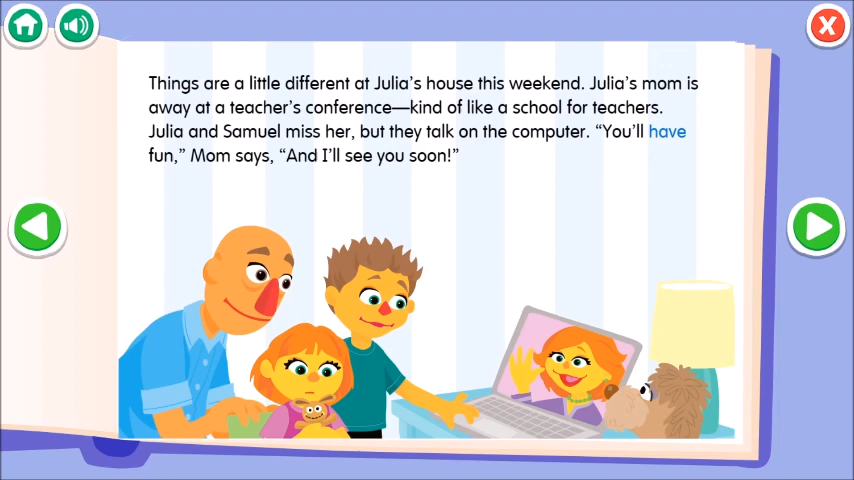 Things are a little different at Julia’s house this weekend. Julia’s mom is
away at a teacher’s conference—kind of like a school for teachers.
Julia and Samuel miss her, but they talk on the computer. “You’ll have
fun,” Mom says, “And I’ll see you soon!”